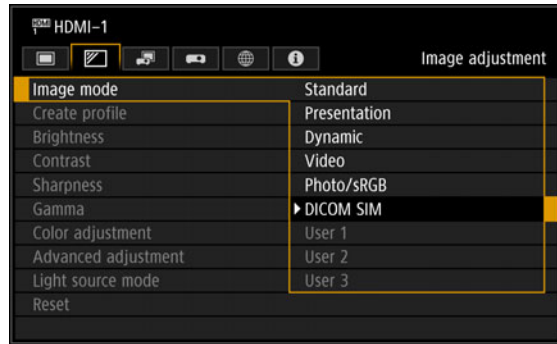 HDMI-1
Image adjustment
Image mode
Create profile
Brightness
Contrast
Sharpness
Gamma
Color adjustment
Advanced adjustment
Light source mode
Reset
Standard
Presentation
Dynamic
Video
Photo/sRGB
DICOM SIM
User 1
User 2
User 3